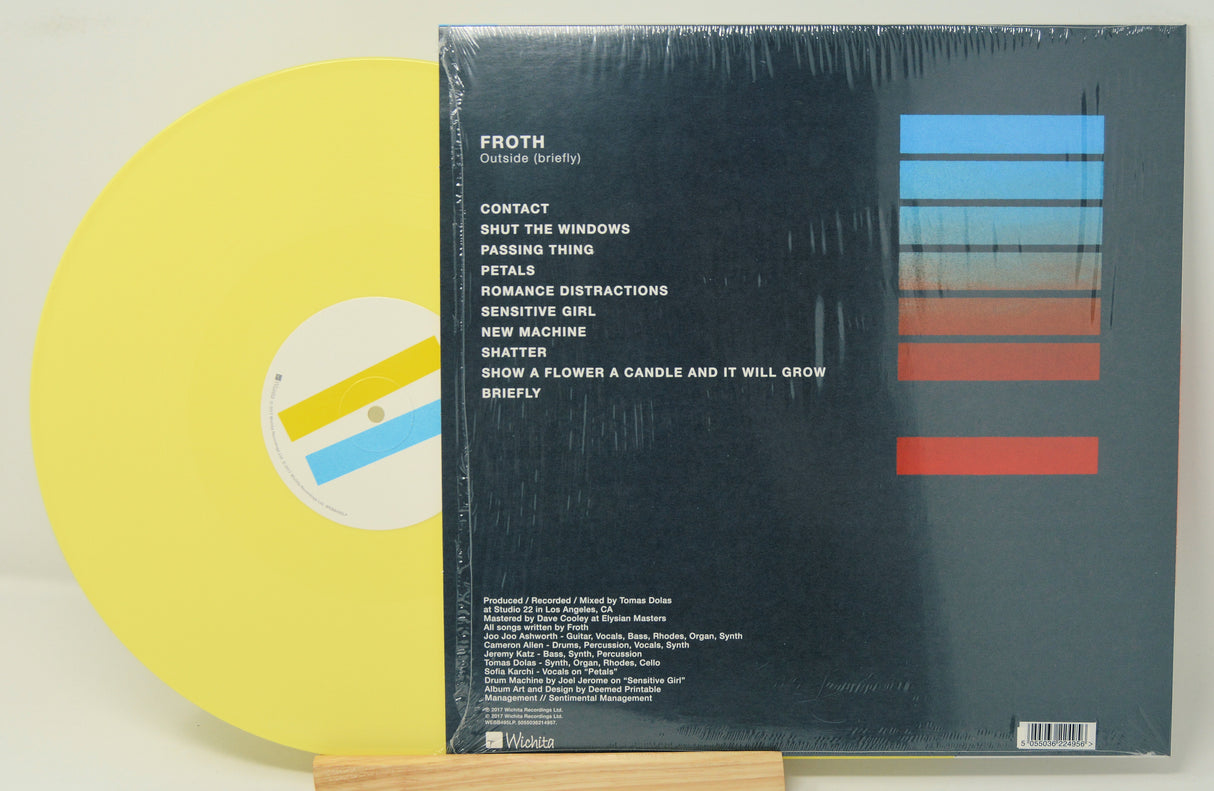 FROTH
Outside (briefly)
CONTACT
SHUT THE WINDOWS
PASSING THING
PETALS
ROMANCE DISTRACTIONS
SENSITIVE GIRL
NEW MACHINE
SHATTER
SHOW A FLOWER A CANDLE AND IT WILL GROW
BRIEFLY
Produced / Recorded / Mixed by Tomas Dolas
at Studio 22 in Los Angeles, CA
Mastered by Dave Cooley at Elysian Masters
All songs written by Froth
Joo Joo Ashworth - Guitar, Vocals, Bass, Rhodes, Organ, Synth
Cameron Allen - Drums, Percussion, Vocals, Synth
Jeremy Katz - Bass, Synth, Percussion
Tomas Dolas - Synth, Organ, Rhodes, Cello
Sofia Karchi - Vocals on “Petals”
Drum Machine by Joel Jerome on “Sensitive Girl”
Album Art and Design by Deemed Printable
Management // Sentimental Management
℗ 2017 Wichita Recordings Ltd.
© 2017 Wichita Recordings Ltd.
WEBB495LP. 5055036214957.
Wichita
5 055036 224956 >